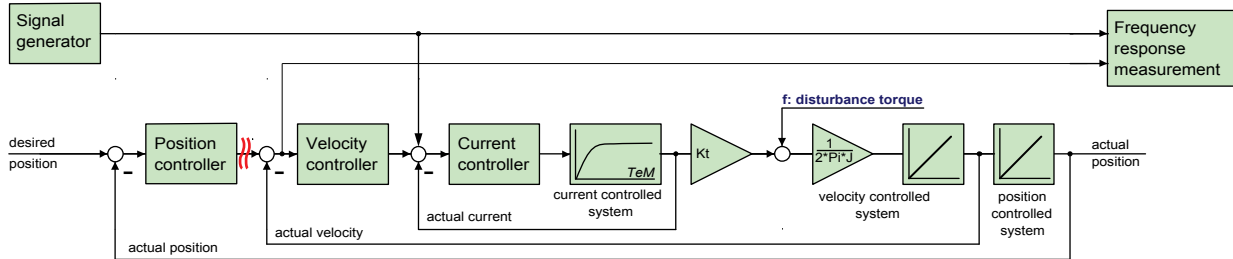 Signal
generator
Frequency
response
measurement
f: disturbance torque
desired
position
Position
controller
Velocity
controller
Current
controller
TeM
current controlled
system
Kt
1
2*Pi*J
velocity controlled
system
position
controlled
system
actual
position
actual current
actual velocity
actual position